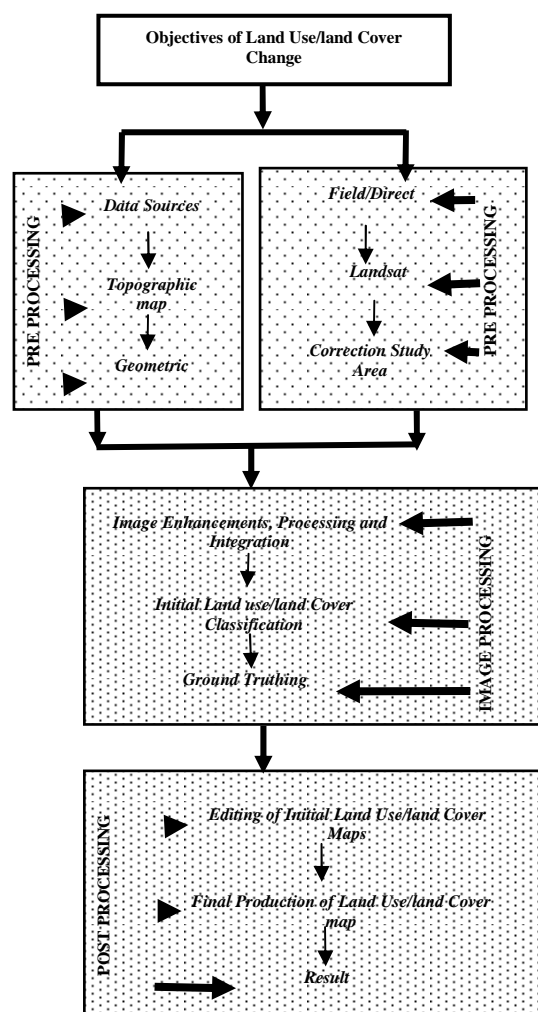 Objectives of Land Use/land Cover
Change
PRE PROCESSING
Data Sources
Topographic
map
Geometric
Field/Direct
Landsat
Correction Study
Area
PRE PROCESSING
Image Enhancements, Processing and
Integration
Initial Land use/land Cover
Classification
Ground Truthing
IMAGE PROCESSING
POST PROCESSING
Editing of Initial Land Use/land Cover
Maps
Final Production of Land Use/land Cover
map
Result